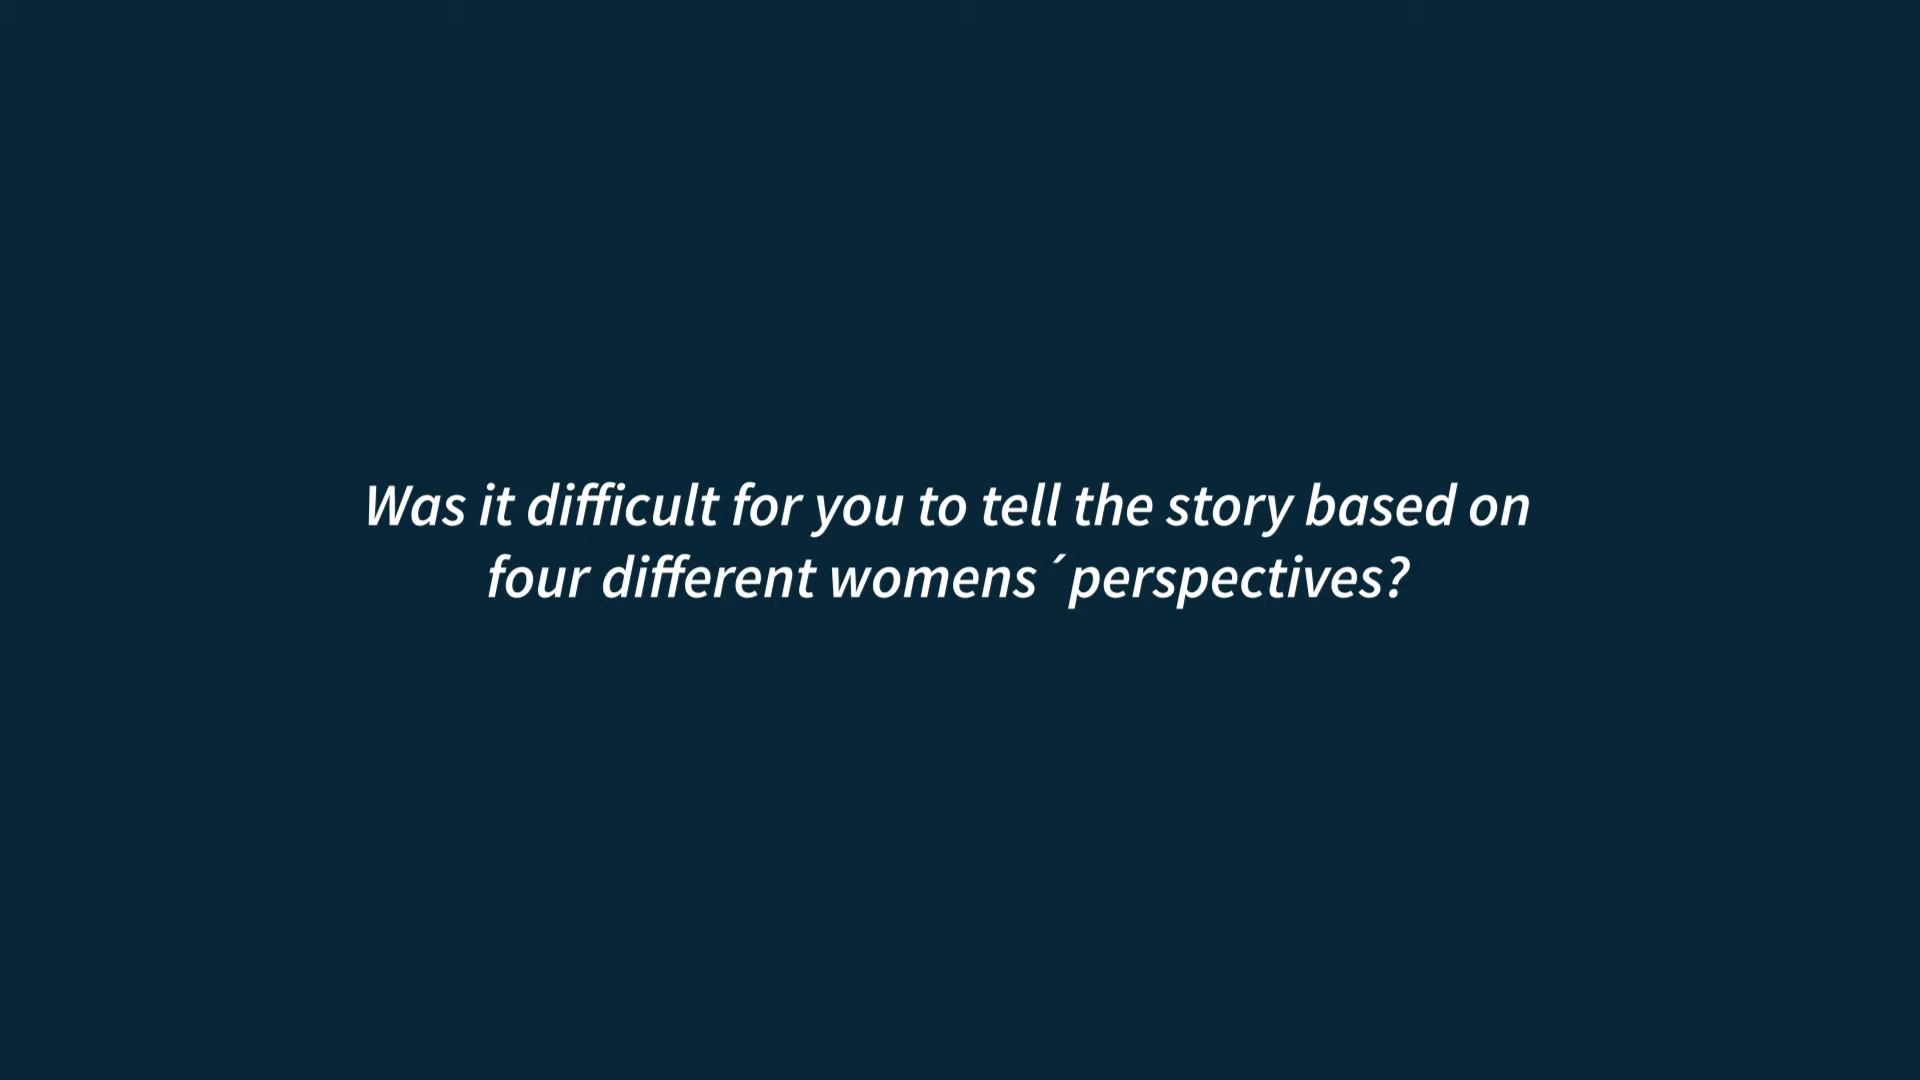 Was it difficult for you to tell the story based on
four different womens ´perspectives?